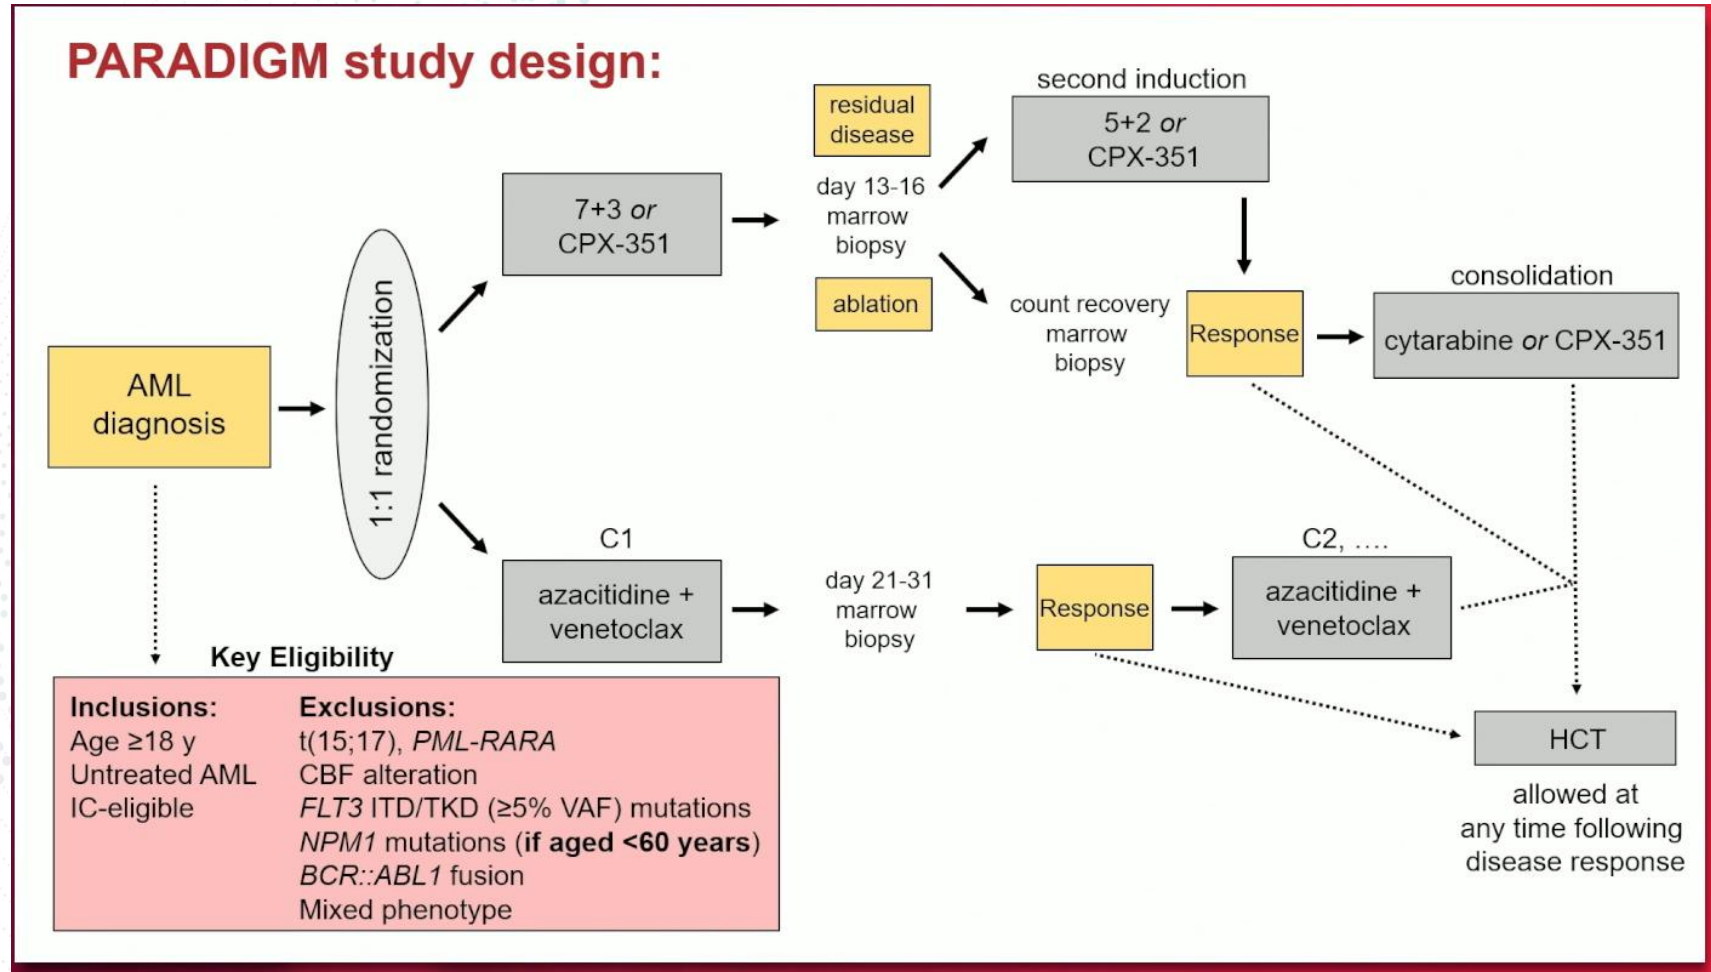 PARADIGM study design:
AML
diagnosis
1:1 randomization
7+3 or
CPX-351
residual
disease
day 13-16
marrow
biopsy
ablation
second induction
5+2 or
CPX-351
count recovery
marrow
biopsy
Response
consolidation
cytarabine or CPX-351
C1
azacitidine +
venetoclax
day 21-31
marrow
biopsy
Response
C2, ....
azacitidine +
venetoclax
HCT
allowed at
any time following
disease response
Key Eligibility
Inclusions:
Age ≥18 y
Untreated AML
IC-eligible
Exclusions:
t(15;17), PML-RARA
CBF alteration
FLT3 ITD/TKD (≥5% VAF) mutations
NPM1 mutations (if aged <60 years)
BCR::ABL1 fusion
Mixed phenotype